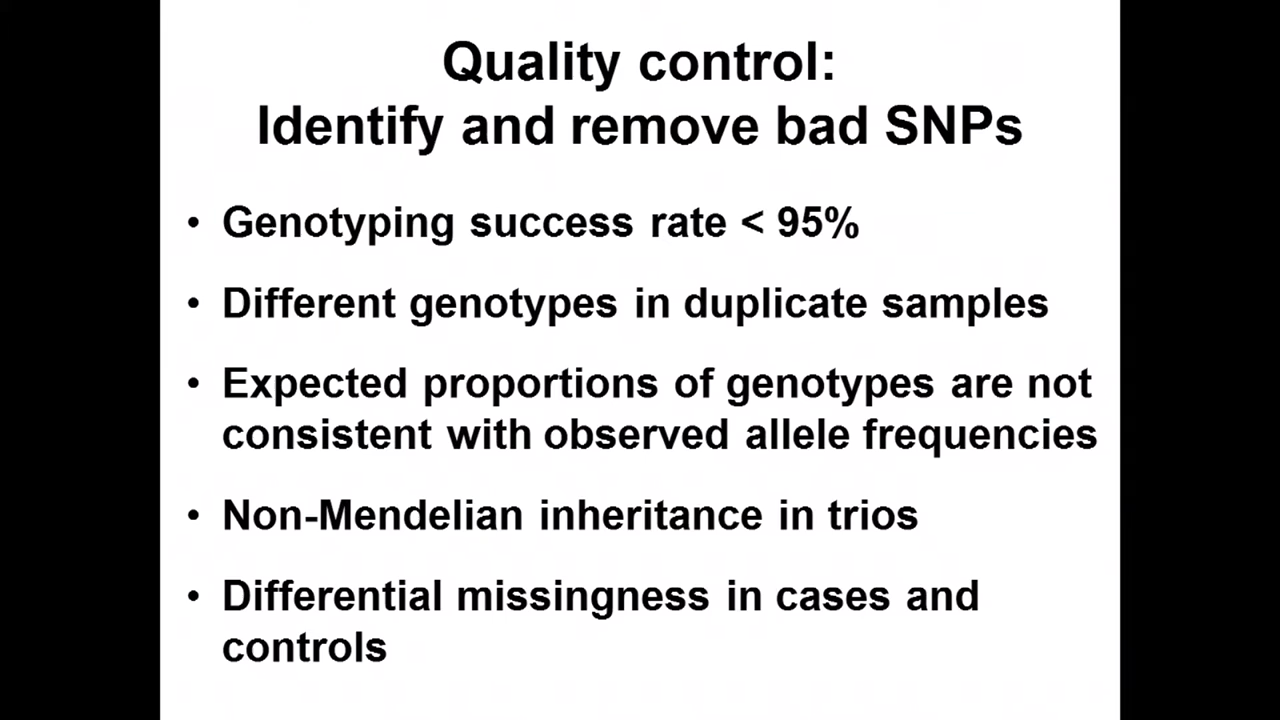 Quality control:
Identify and remove bad SNPs
• Genotyping success rate < 95%
• Different genotypes in duplicate samples
• Expected proportions of genotypes are not
consistent with observed allele frequencies
• Non-Mendelian inheritance in trios
• Differential missingness in cases and
controls